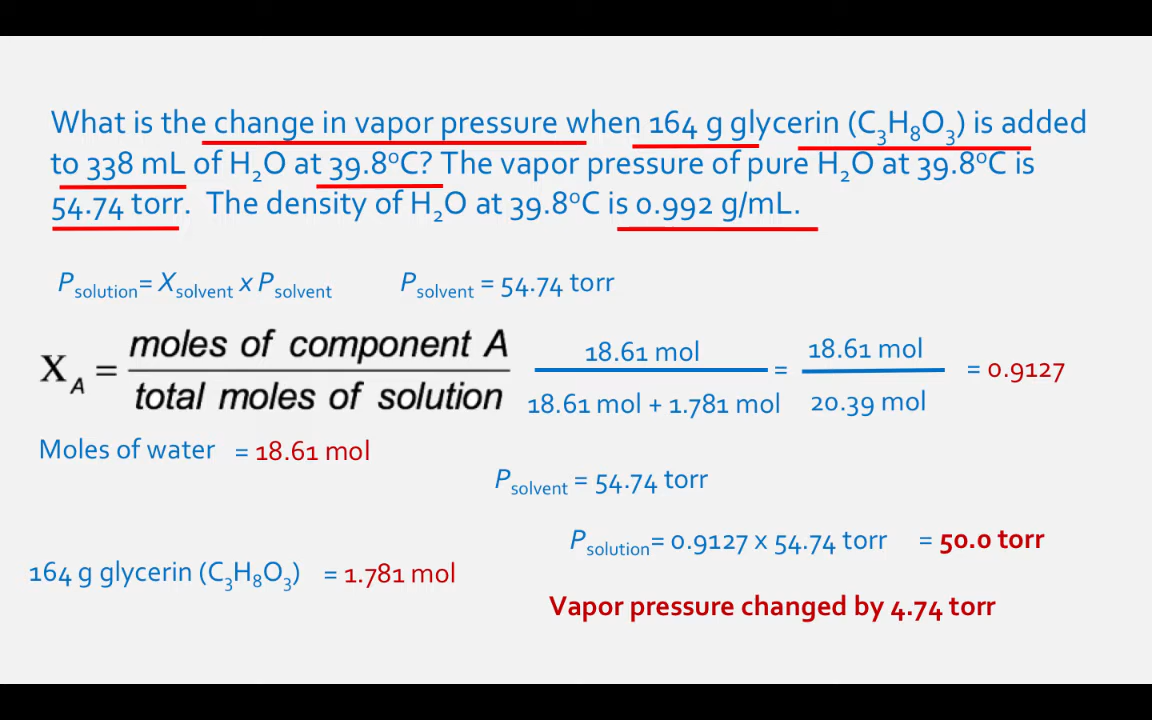 What is the change in vapor pressure when 164 g glycerin (C₃H₈O₃) is added
to 338 mL of H₂O at 39.8⁰C? The vapor pressure of pure H₂O at 39.8⁰C is
54.74 torr. The density of H₂O at 39.8⁰C is 0.992 g/mL.
Psolution= Xsolvent x Psolvent
Psolvent = 54.74 torr
XA = moles of component A
total moles of solution
18.61 mol
18.61 mol + 1.781 mol
= 18.61 mol
20.39 mol
= 0.9127
Moles of water = 18.61 mol
Psolvent = 54.74 torr
Psolution= 0.9127 x 54.74 torr = 50.0 torr
164 g glycerin (C₃H₈O₃) = 1.781 mol
Vapor pressure changed by 4.74 torr